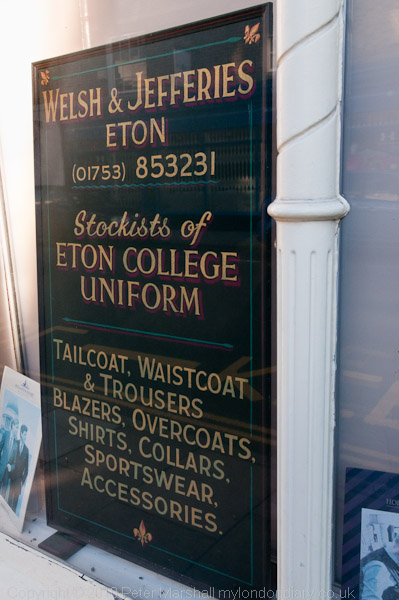 WELSH & JEFFERIES
ETON
(01753) 853231
Stockists of
ETON COLLEGE
UNIFORM
TAILCOAT, WAISTCOAT
& TROUSERS
BLAZERS, OVERCOATS,
SHIRTS, COLLARS.
SPORTSWEAR,
ACCESSORIES.
Peter Marshall mylondondiary.co.uk